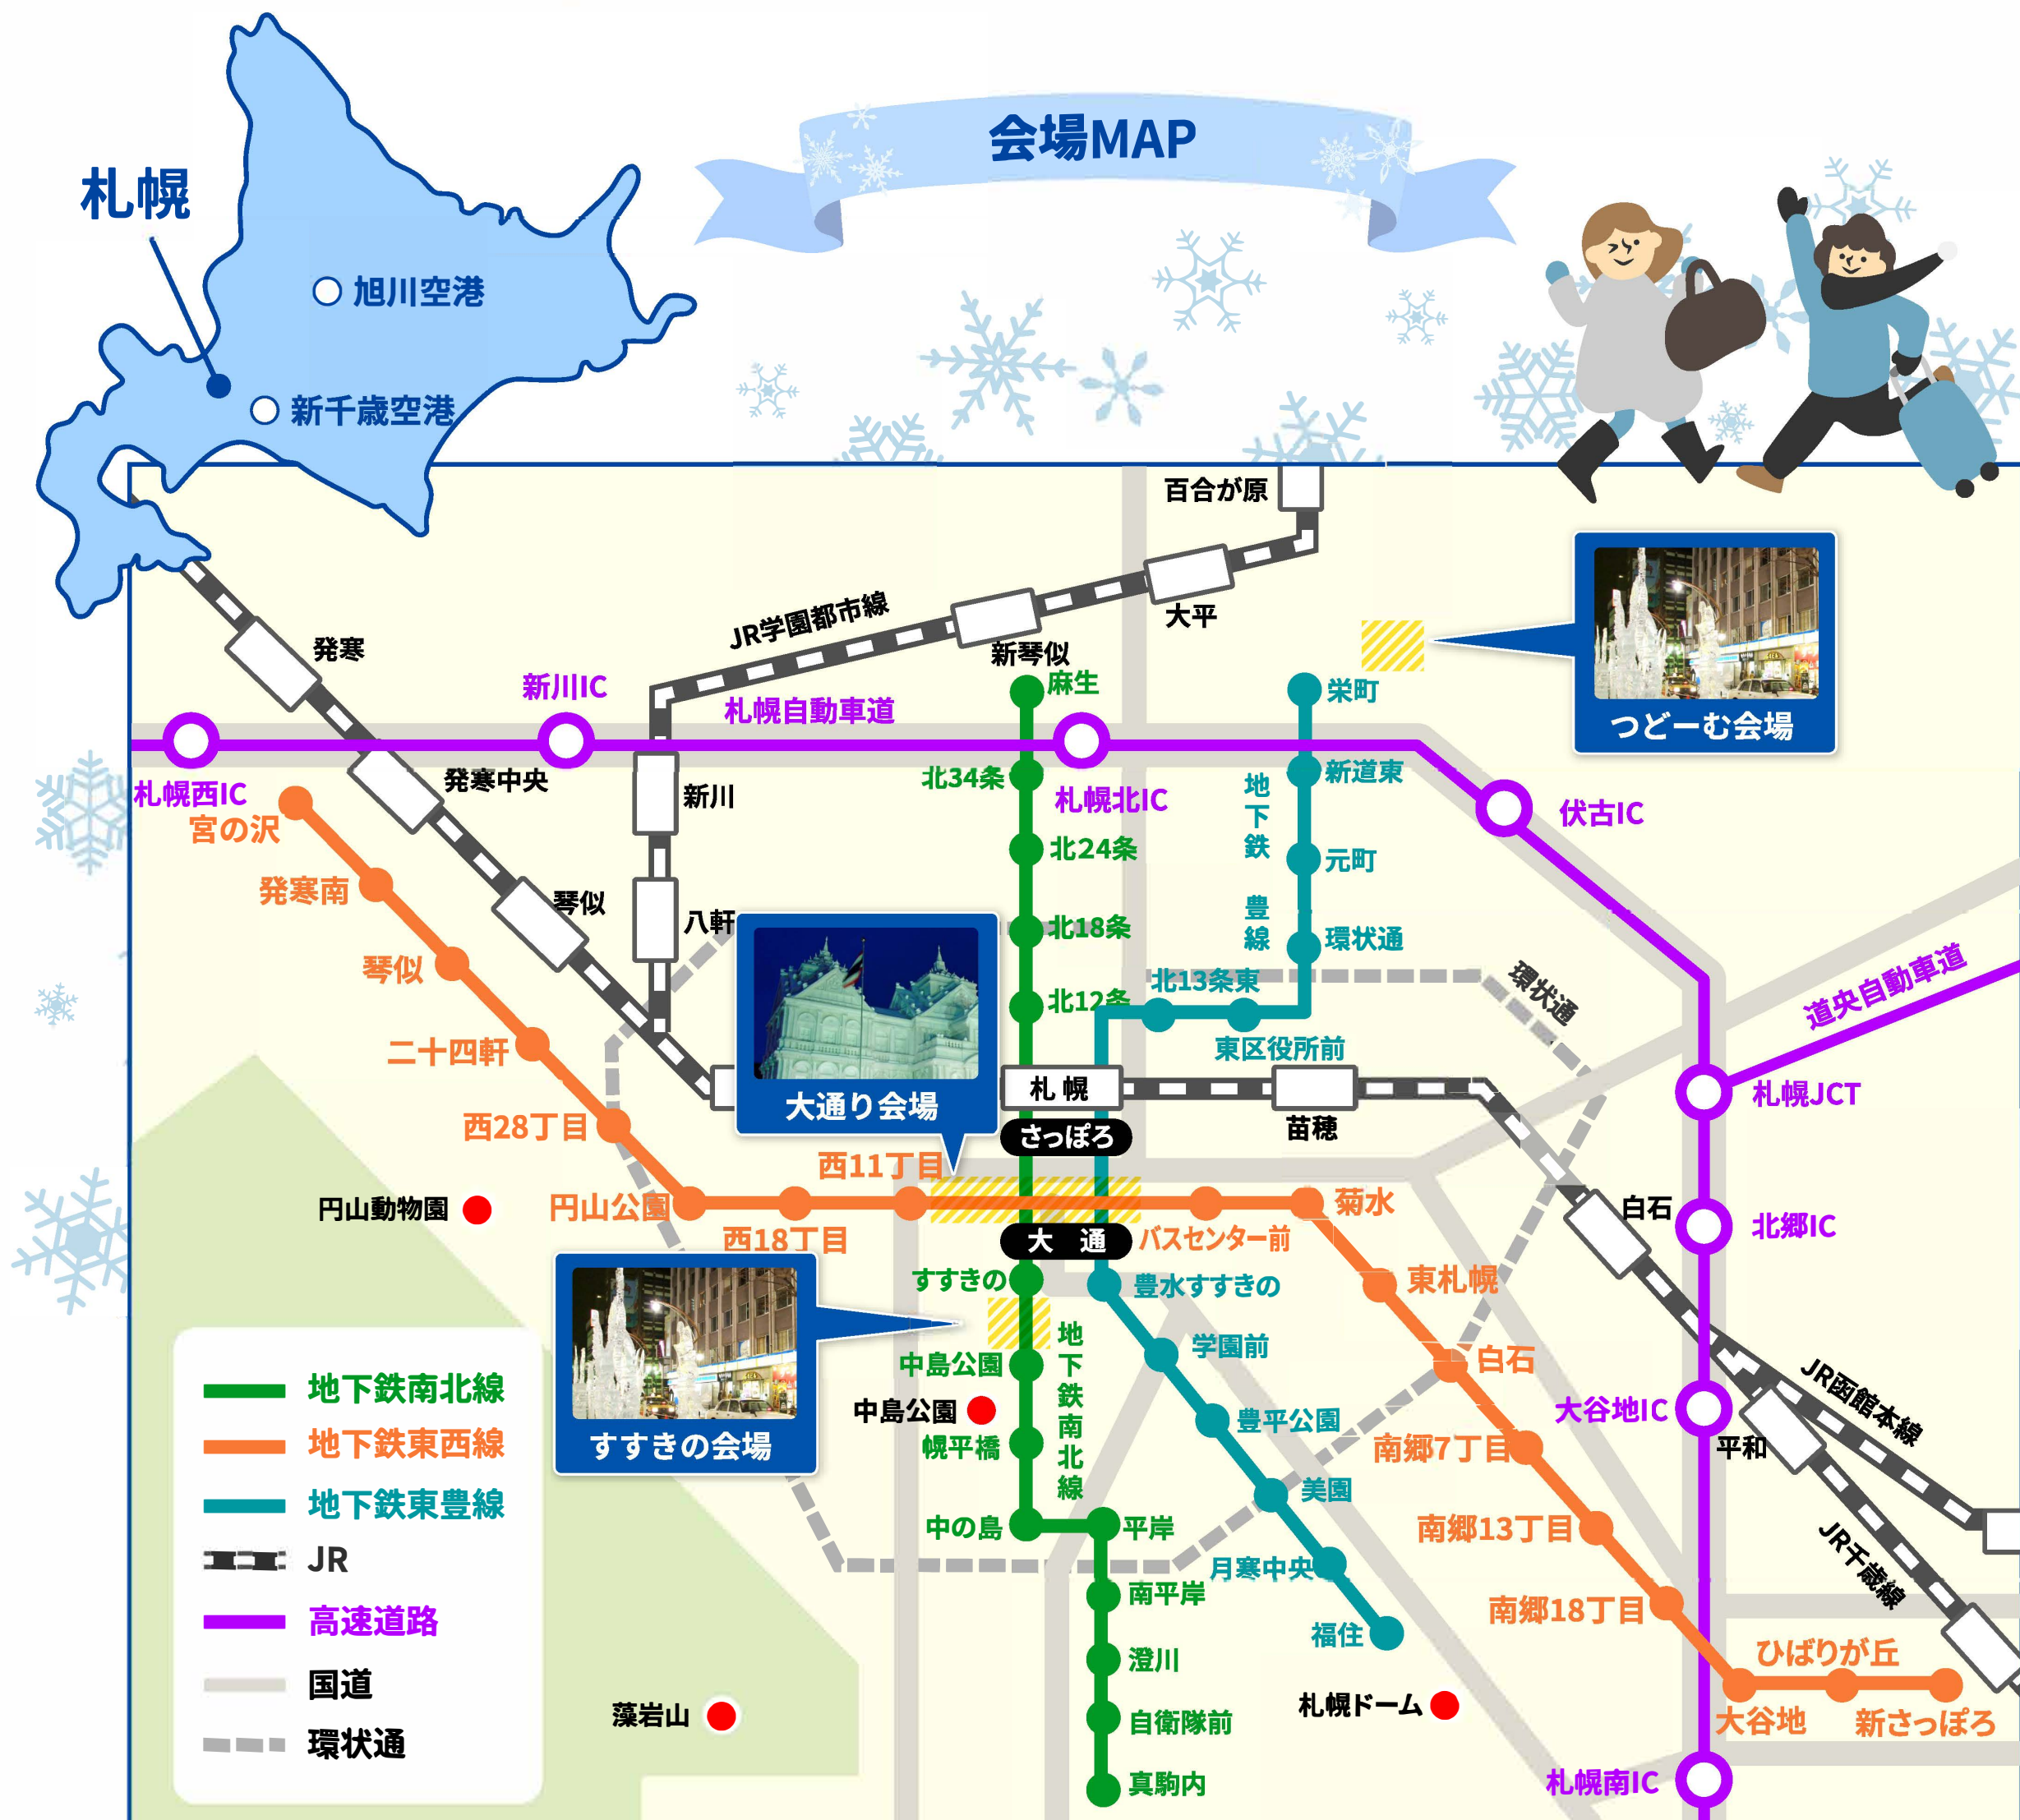 会場MAP
札幌
旭川空港
新千歳空港
百合が原
大平
JR学園都市線
新琴似
発寒
新川IC
札幌自動車道
麻生
栄町
つどーむ会場
札幌西IC
発寒中央
新川
北34条
札幌北IC
新道東
伏古IC
地下鉄 豊線
宮の沢
北24条
元町
発寒南
琴似
八軒
北18条
環状通
琴似
北13条東
環状通
道央自動車道
北12条
二十四軒
東区役所前
大通り会場
札幌
苗穂
札幌JCT
西28丁目
さっぽろ
西11丁目
円山動物園
円山公園
菊水
白石
北郷IC
西18丁目
大 通
バスセンター前
すすきの
豊水すすきの
東札幌
地下鉄南北線
学園前
白石
中島公園
JR函館本線
中島公園
豊平公園
大谷地IC
すすきの会場
幌平橋
南郷7丁目
平和
美園
中の島
平岸
南郷13丁目
JR千歳線
月寒中央
南平岸
南郷18丁目
福住
澄川
ひばりが丘
藻岩山
自衛隊前
札幌ドーム
大谷地
新さっぽろ
真駒内
札幌南IC
地下鉄南北線
地下鉄東西線
地下鉄東豊線
JR
高速道路
国道
環状通